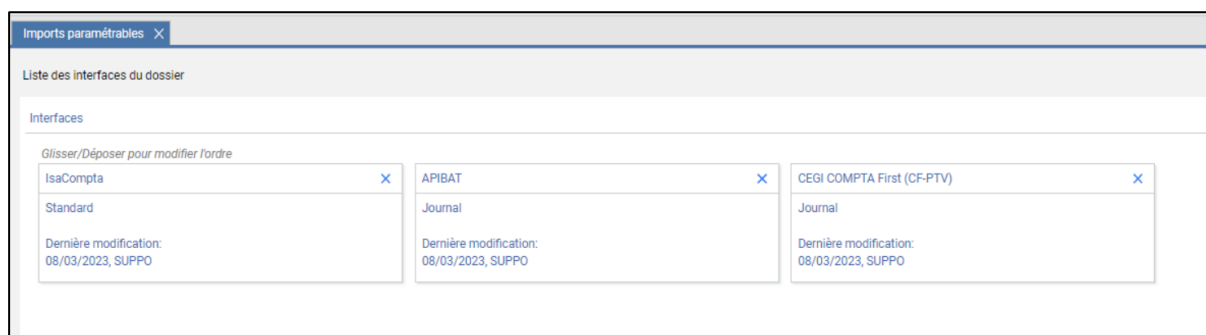 Imports paramétrables
Liste des interfaces du dossier
Interfaces
Glisser/Déposer pour modifier l'ordre
IsaCompta
Standard
Dernière modification:
08/03/2023, SUPPO
APIBAT
Journal
Dernière modification:
08/03/2023, SUPPO
CEGI COMPTA First (CF-PTV)
Journal
Dernière modification:
08/03/2023, SUPPO